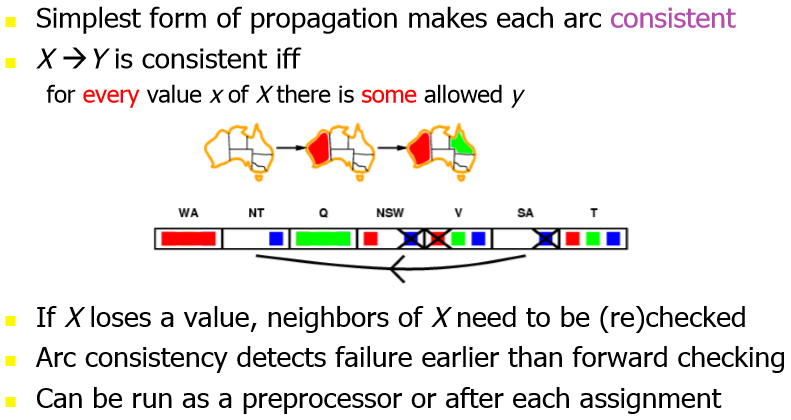 Simplest form of propagation makes each arc consistent
X → Y is consistent iff
for every value x of X there is some allowed y
WA NT Q NSW V SA T
If X loses a value, neighbors of X need to be (re)checked
Arc consistency detects failure earlier than forward checking
Can be run as a preprocessor or after each assignment